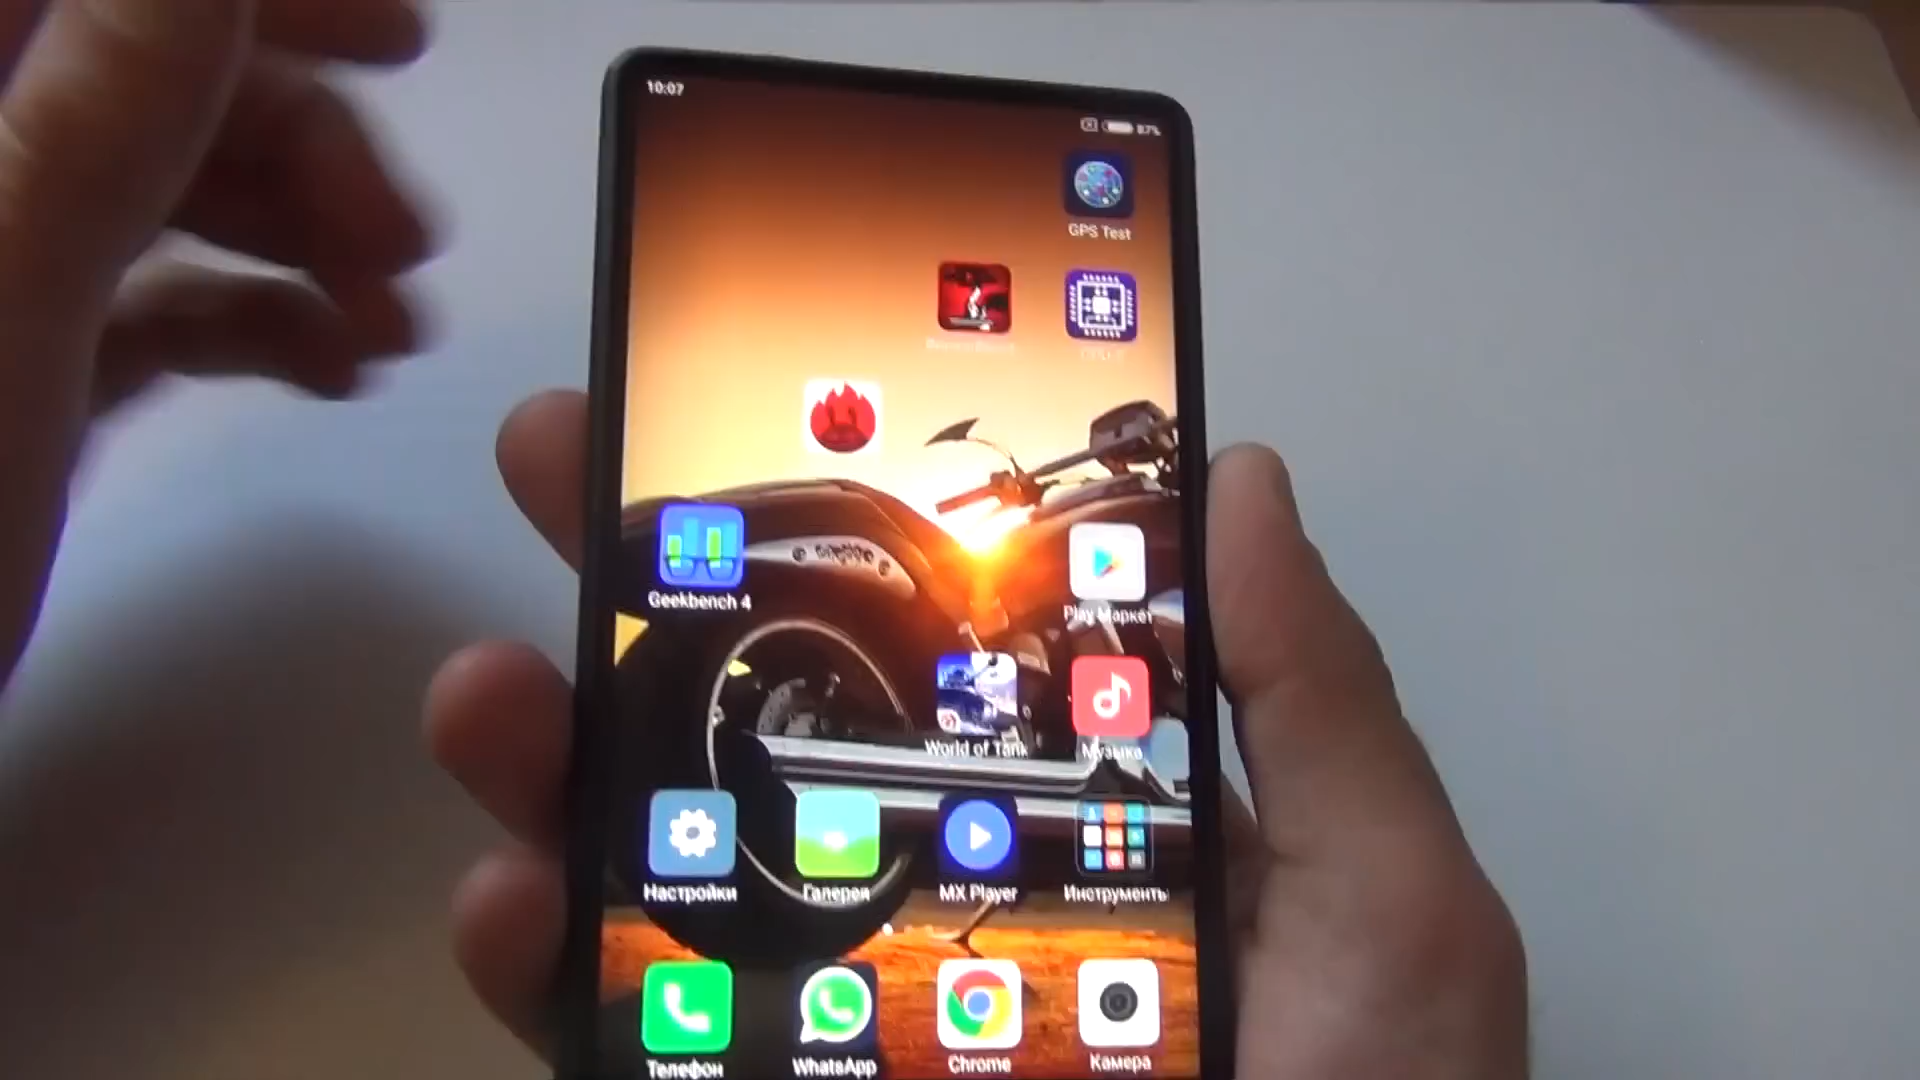 10:07
87%
GPS Test
Geekbench 4
Play Маркет
World of Tank
Музыка
Настройки
Галерея
MX Player
Инструменты
Телефон
WhatsApp
Chrome
Камера